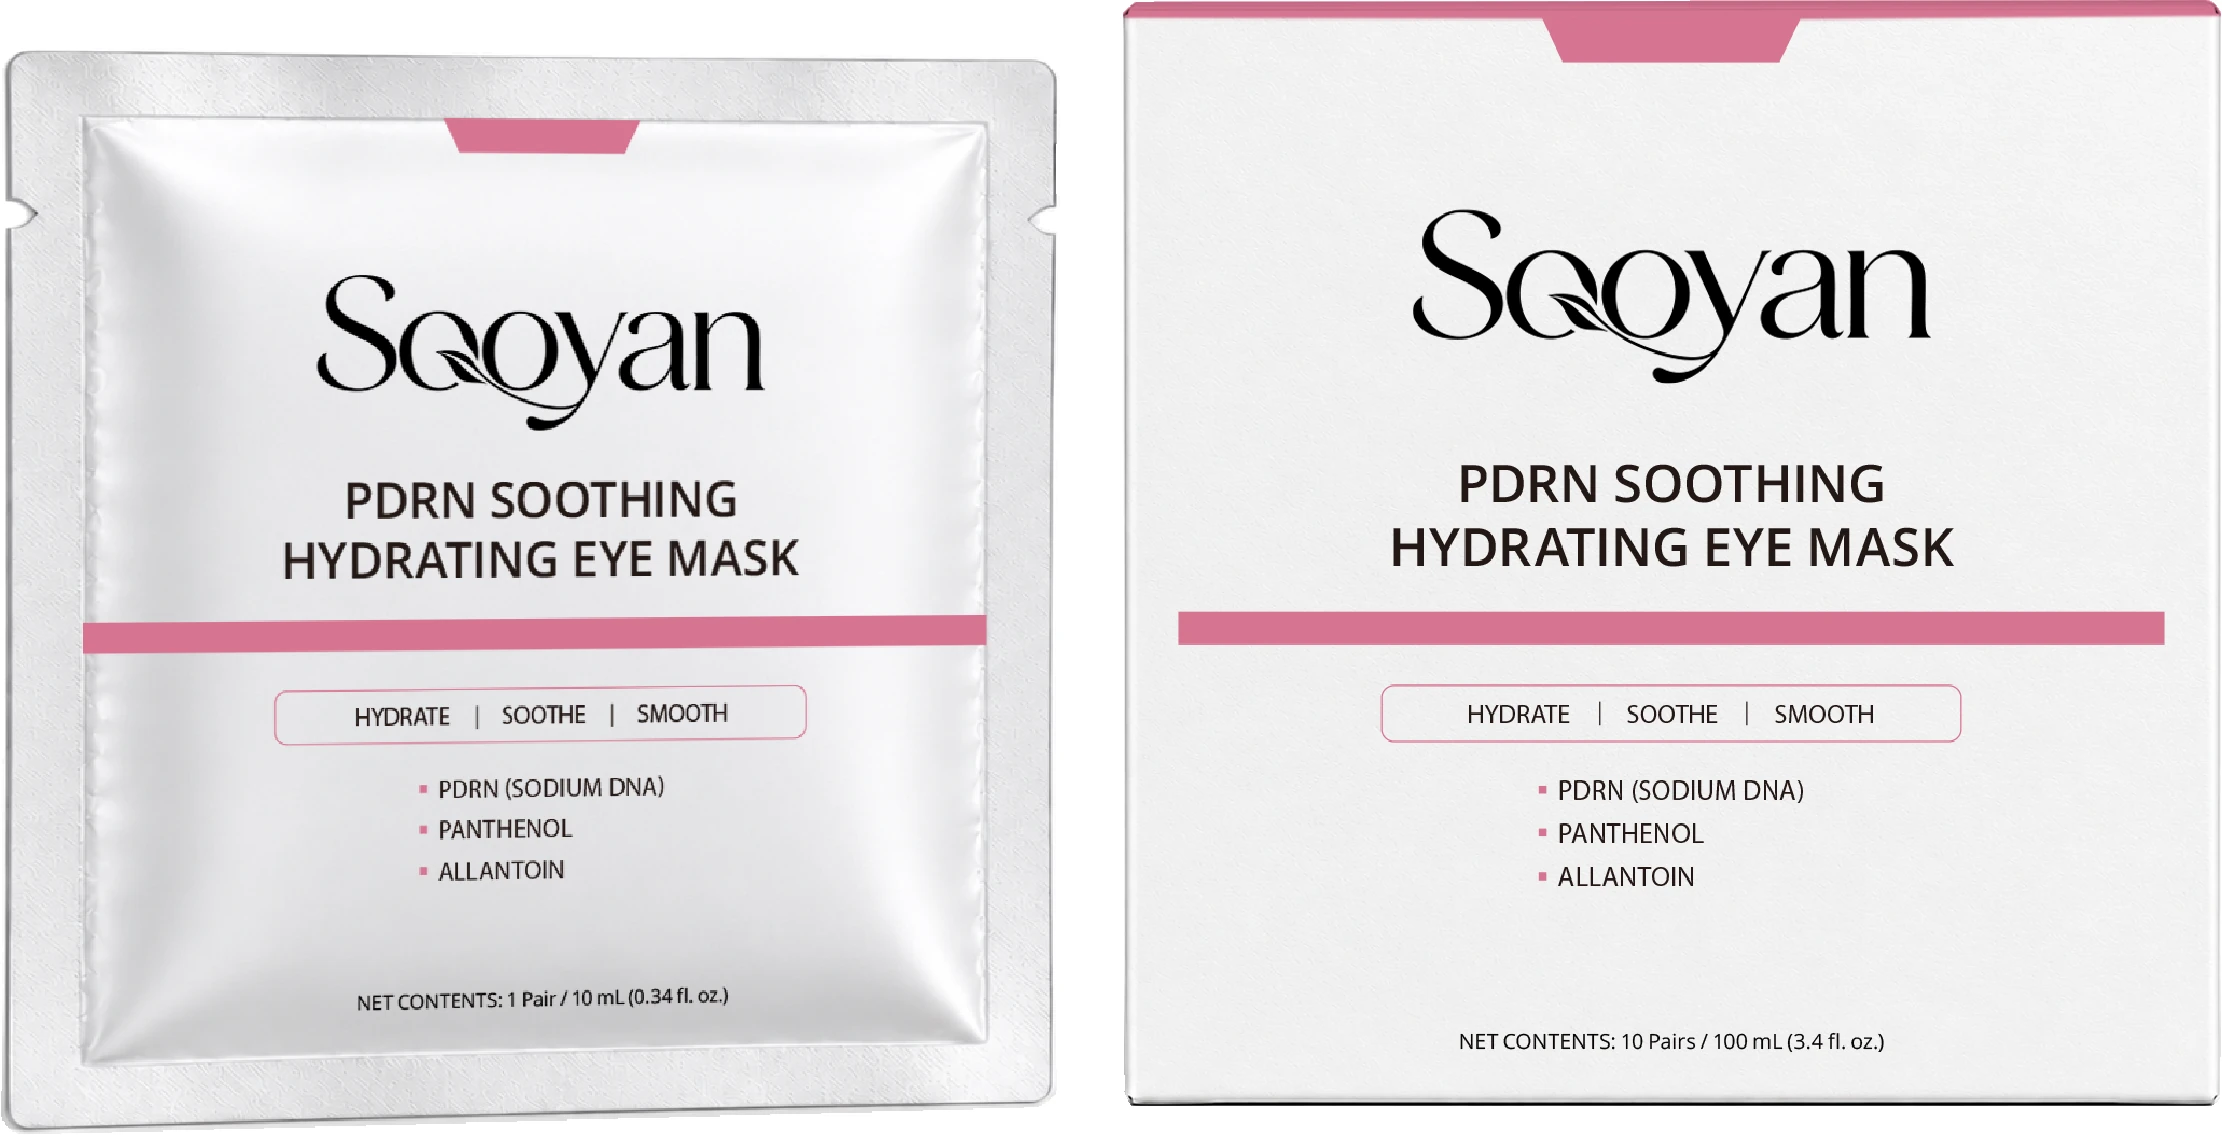 Sooyan
PDRN SOOTHING
HYDRATING EYE MASK
HYDRATE | SOOTHE | SMOOTH
▪ PDRN (SODIUM DNA)
▪ PANTHENOL
▪ ALLANTOIN
NET CONTENTS: 1 Pair / 10 mL (0.34 fl. oz.)
Sooyan
PDRN SOOTHING
HYDRATING EYE MASK
HYDRATE | SOOTHE | SMOOTH
▪ PDRN (SODIUM DNA)
▪ PANTHENOL
▪ ALLANTOIN
NET CONTENTS: 10 Pairs / 100 mL (3.4 fl. oz.)